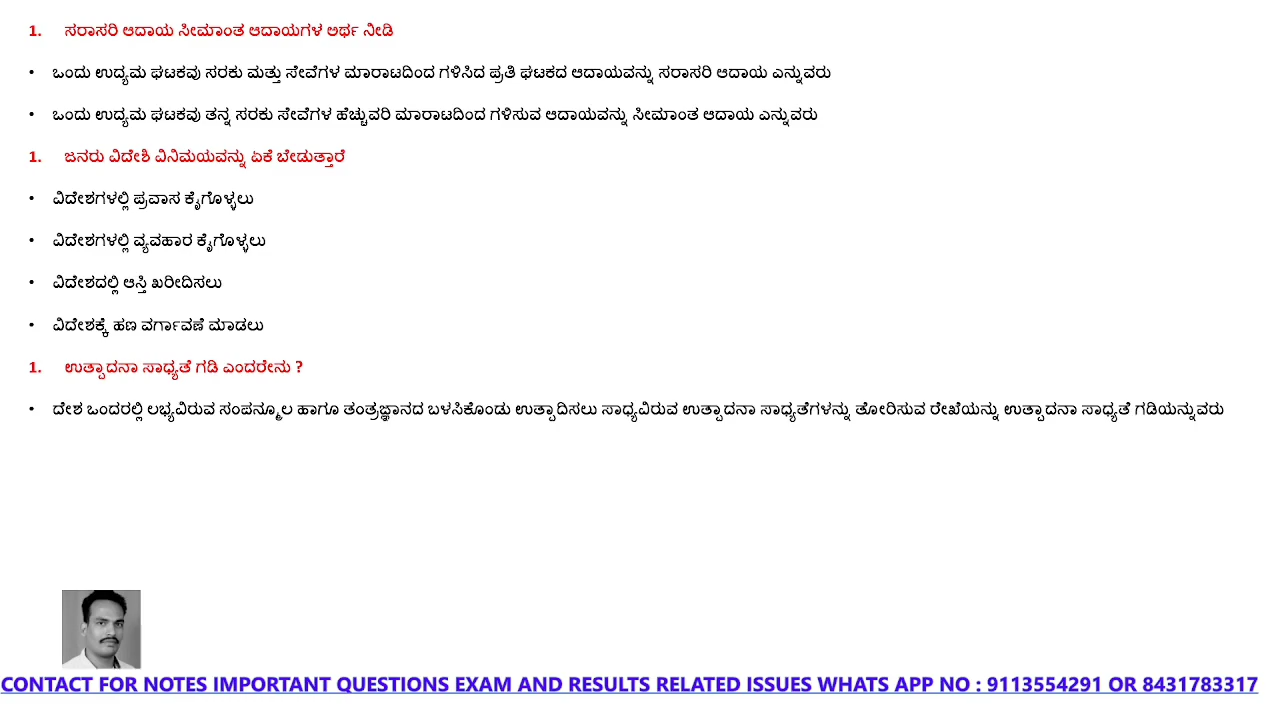 1. ಸರಾಸರಿ ಆದಾಯ ಸೀಮಾಂತ ಆದಾಯಗಳ ಅರ್ಥ ನೀಡಿ
• ಒಂದು ಉದ್ಯಮ ಘಟಕವು ಸರಕು ಮತ್ತು ಸೇವೆಗಳ ಮಾರಾಟದಿಂದ ಗಳಿಸಿದ ಪ್ರತಿ ಘಟಕದ ಆದಾಯವನ್ನು ಸರಾಸರಿ ಆದಾಯ ಎನ್ನುವರು
• ಒಂದು ಉದ್ಯಮ ಘಟಕವು ತನ್ನ ಸರಕು ಸೇವೆಗಳ ಹೆಚ್ಚುವರಿ ಮಾರಾಟದಿಂದ ಗಳಿಸುವ ಆದಾಯವನ್ನು ಸೀಮಾಂತ ಆದಾಯ ಎನ್ನುವರು
1. ಜನರು ವಿದೇಶಿ ವಿನಿಮಯವನ್ನು ಏಕೆ ಬೇಡುತ್ತಾರೆ
• ವಿದೇಶಗಳಲ್ಲಿ ಪ್ರವಾಸ ಕೈಗೊಳ್ಳಲು
• ವಿದೇಶಗಳಲ್ಲಿ ವ್ಯವಹಾರ ಕೈಗೊಳ್ಳಲು
• ವಿದೇಶದಲ್ಲಿ ಆಸ್ತಿ ಖರೀದಿಸಲು
• ವಿದೇಶಕ್ಕೆ ಹಣ ವರ್ಗಾವಣೆ ಮಾಡಲು
1. ಉತ್ಪಾದನಾ ಸಾಧ್ಯತೆ ಗಡಿ ಎಂದರೇನು ?
• ದೇಶ ಒಂದರಲ್ಲಿ ಲಭ್ಯವಿರುವ ಸಂಪನ್ಮೂಲ ಹಾಗೂ ತಂತ್ರಜ್ಞಾನದ ಬಳಸಿಕೊಂಡು ಉತ್ಪಾದಿಸಲು ಸಾಧ್ಯವಿರುವ ಉತ್ಪಾದನಾ ಸಾಧ್ಯತೆಗಳನ್ನು ತೋರಿಸುವ ರೇಖೆಯನ್ನು ಉತ್ಪಾದನಾ ಸಾಧ್ಯತೆ ಗಡಿಯನ್ನುವರು
CONTACT FOR NOTES IMPORTANT QUESTIONS EXAM AND RESULTS RELATED ISSUES WHATS APP NO : 9113554291 OR 8431783317